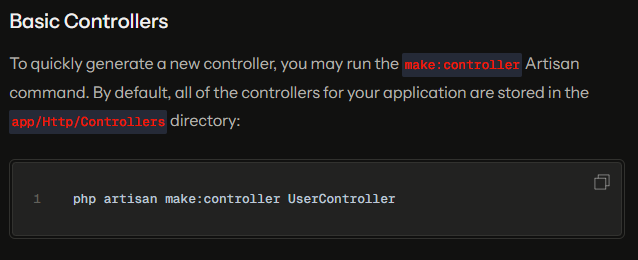 Basic Controllers
To quickly generate a new controller, you may run the make:controller Artisan
command. By default, all of the controllers for your application are stored in the
app/Http/Controllers directory:
1 php artisan make:controller UserController